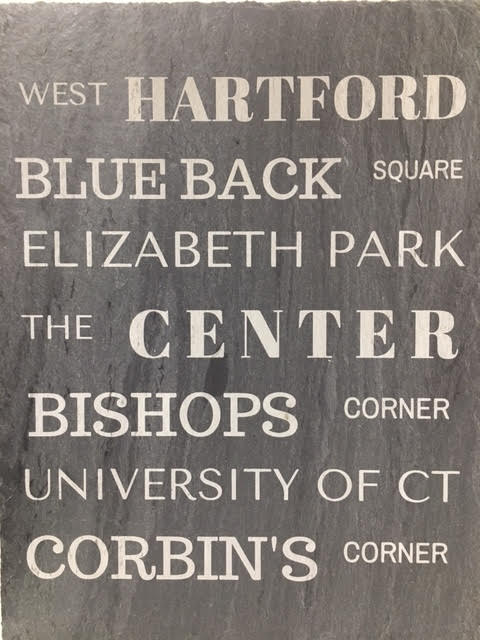 WEST HARTFORD
BLUE BACK SQUARE
ELIZABETH PARK
THE CENTER
BISHOPS CORNER
UNIVERSITY OF CT
CORBIN'S CORNER